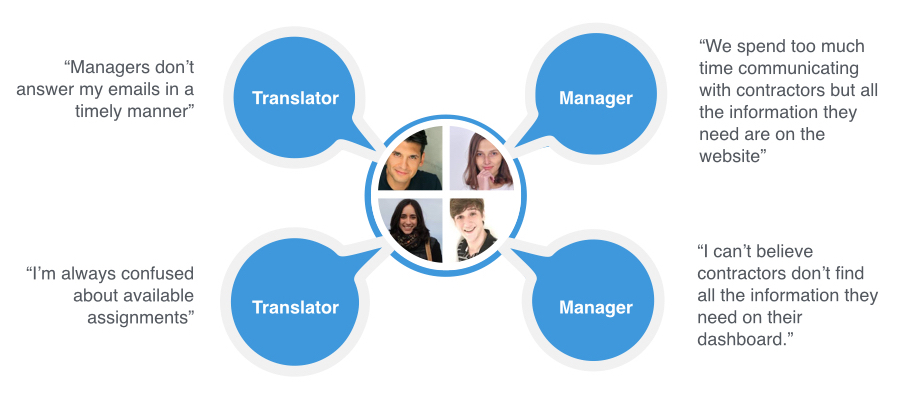 “Managers don’t
answer my emails in a
timely manner”
Translator
Manager
“We spend too much
time communicating
with contractors but all
the information they
need are on the
website”
“I’m always confused
about available
assignments”
Translator
Manager
“I can’t believe
contractors don’t find
all the information they
need on their
dashboard.”